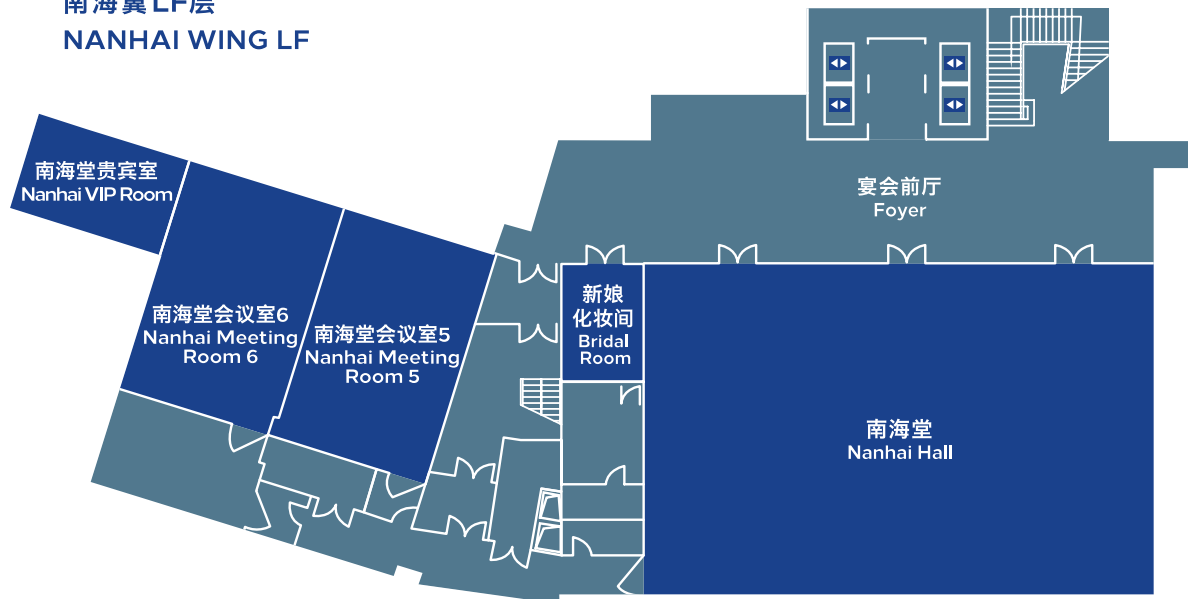 南海翼LF层
NANHAI WING LF
南海堂贵宾室
Nanhai VIP Room
宴会前厅
Foyer
南海堂会议室6
Nanhai Meeting
Room 6
南海堂会议室5
Nanhai Meeting
Room 5
新娘
化妆间
Bridal
Room
南海堂
Nanhai Hall